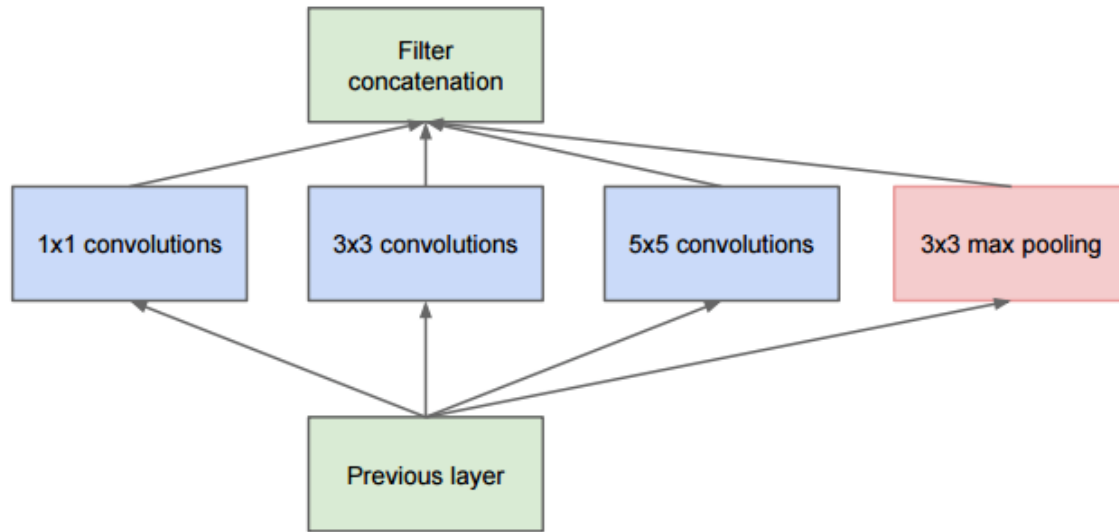 Filter
concatenation
1x1 convolutions
3x3 convolutions
5x5 convolutions
3x3 max pooling
Previous layer